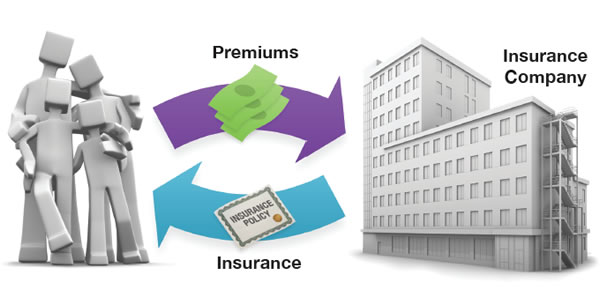 Premiums
Insurance
Company
INSURANCE
POLICY
Insurance